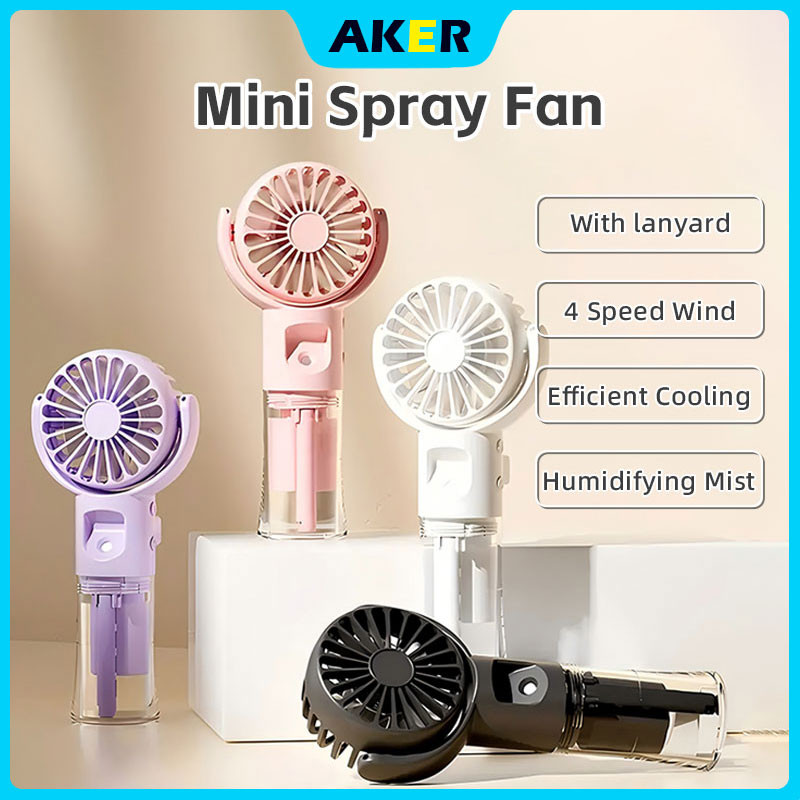 AKER
Mini Spray Fan
With lanyard
4 Speed Wind
Efficient Cooling
Humidifying Mist